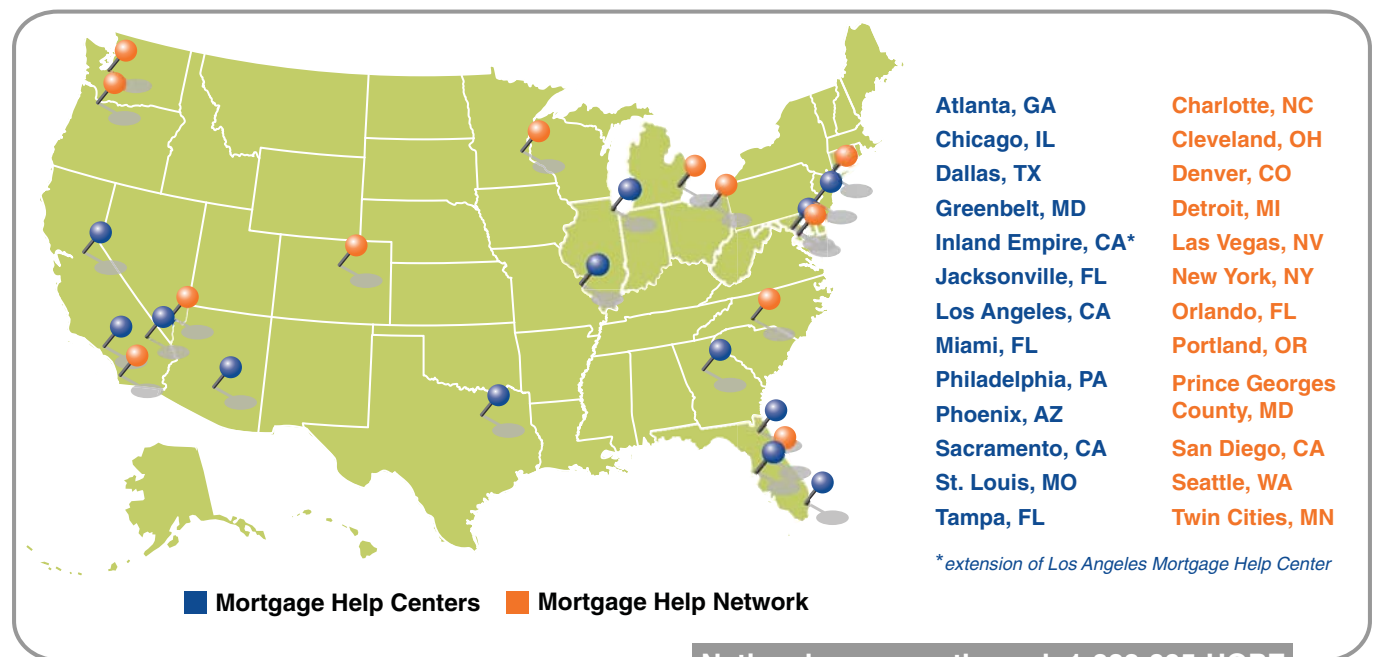 Atlanta, GA
Chicago, IL
Dallas, TX
Greenbelt, MD
Inland Empire, CA*
Jacksonville, FL
Los Angeles, CA
Miami, FL
Philadelphia, PA
Phoenix, AZ
Sacramento, CA
St. Louis, MO
Tampa, FL
Charlotte, NC
Cleveland, OH
Denver, CO
Detroit, MI
Las Vegas, NV
New York, NY
Orlando, FL
Portland, OR
Prince Georges
County, MD
San Diego, CA
Seattle, WA
Twin Cities, MN
*extension of Los Angeles Mortgage Help Center
Mortgage Help Centers
Mortgage Help Network